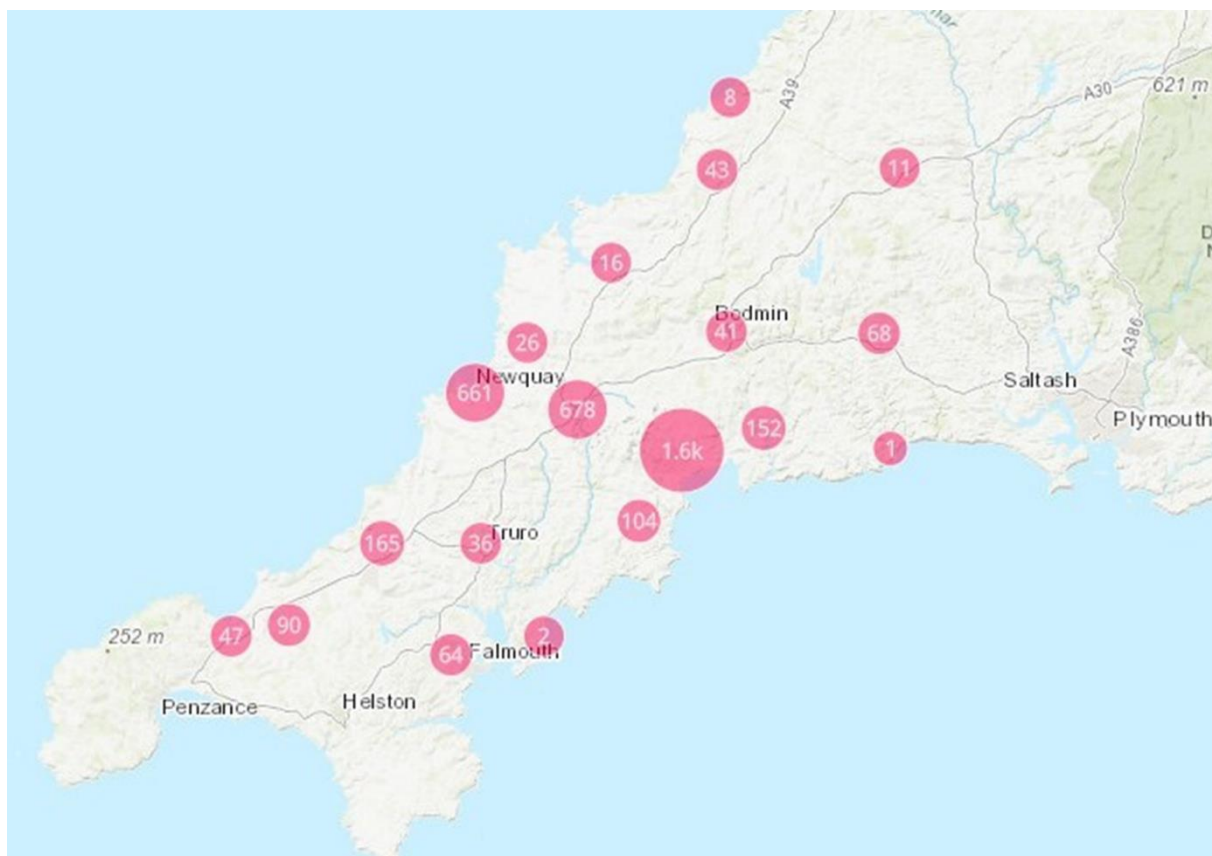 mar
8
A39
A30
621 m
43
11
16
Bodmin
41
68
A386
26
Newquay
661
678
Saltash
Plymouth
152
1.6k
1
104
165
36
Truro
90
47
252 m
2
64
Falmouth
Helston
Penzance
D
N